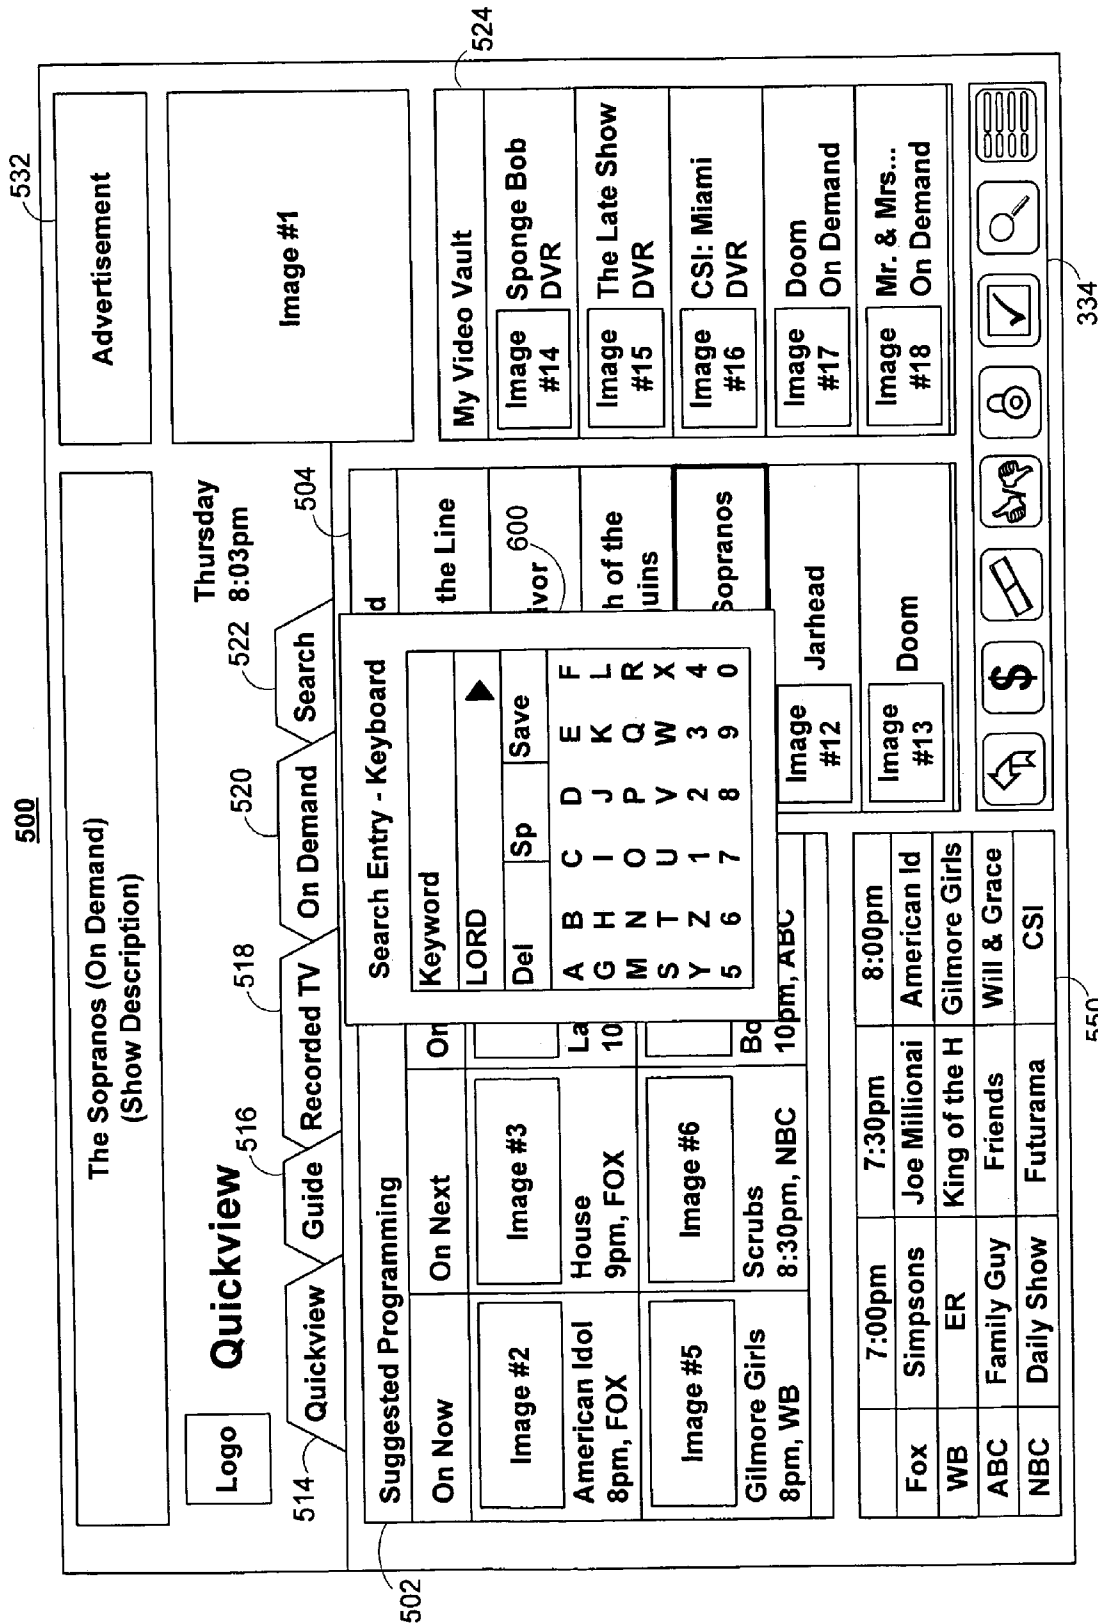 500
532
The Sopranos (On Demand)
(Show Description)
Advertisement
Logo
Quickview
Thursday
8:03pm
Image #1
514
Quickview
516
Guide
518
Recorded TV
520
On Demand
522
Search
504
524
502
Suggested Programming
On Now
On Next
On
Image #2
American Idol
8pm, FOX
Image #3
House
9pm, FOX
La
10
Image #5
Gilmore Girls
8pm, WB
Image #6
Scrubs
8:30pm, NBC
Bo
10pm, ABC
Search Entry - Keyboard
Keyword
LORD
Del Sp Save
A B C D E F
G H I J K L
M N O P Q R
S T U V W X
Y Z 1 2 3 4
5 6 7 8 9 0
600
d
the Line
ivor
h of the
uins
Sopranos
Image
#12
Jarhead
Image
#13
Doom
My Video Vault
Image
#14
Sponge Bob
DVR
Image
#15
The Late Show
DVR
Image
#16
CSI: Miami
DVR
Image
#17
Doom
On Demand
Image
#18
Mr. & Mrs...
On Demand
7:00pm 7:30pm 8:00pm
Fox Simpsons Joe Millionai American Id
WB ER King of the H Gilmore Girls
ABC Family Guy Friends Will & Grace
NBC Daily Show Futurama CSI
550
$
334